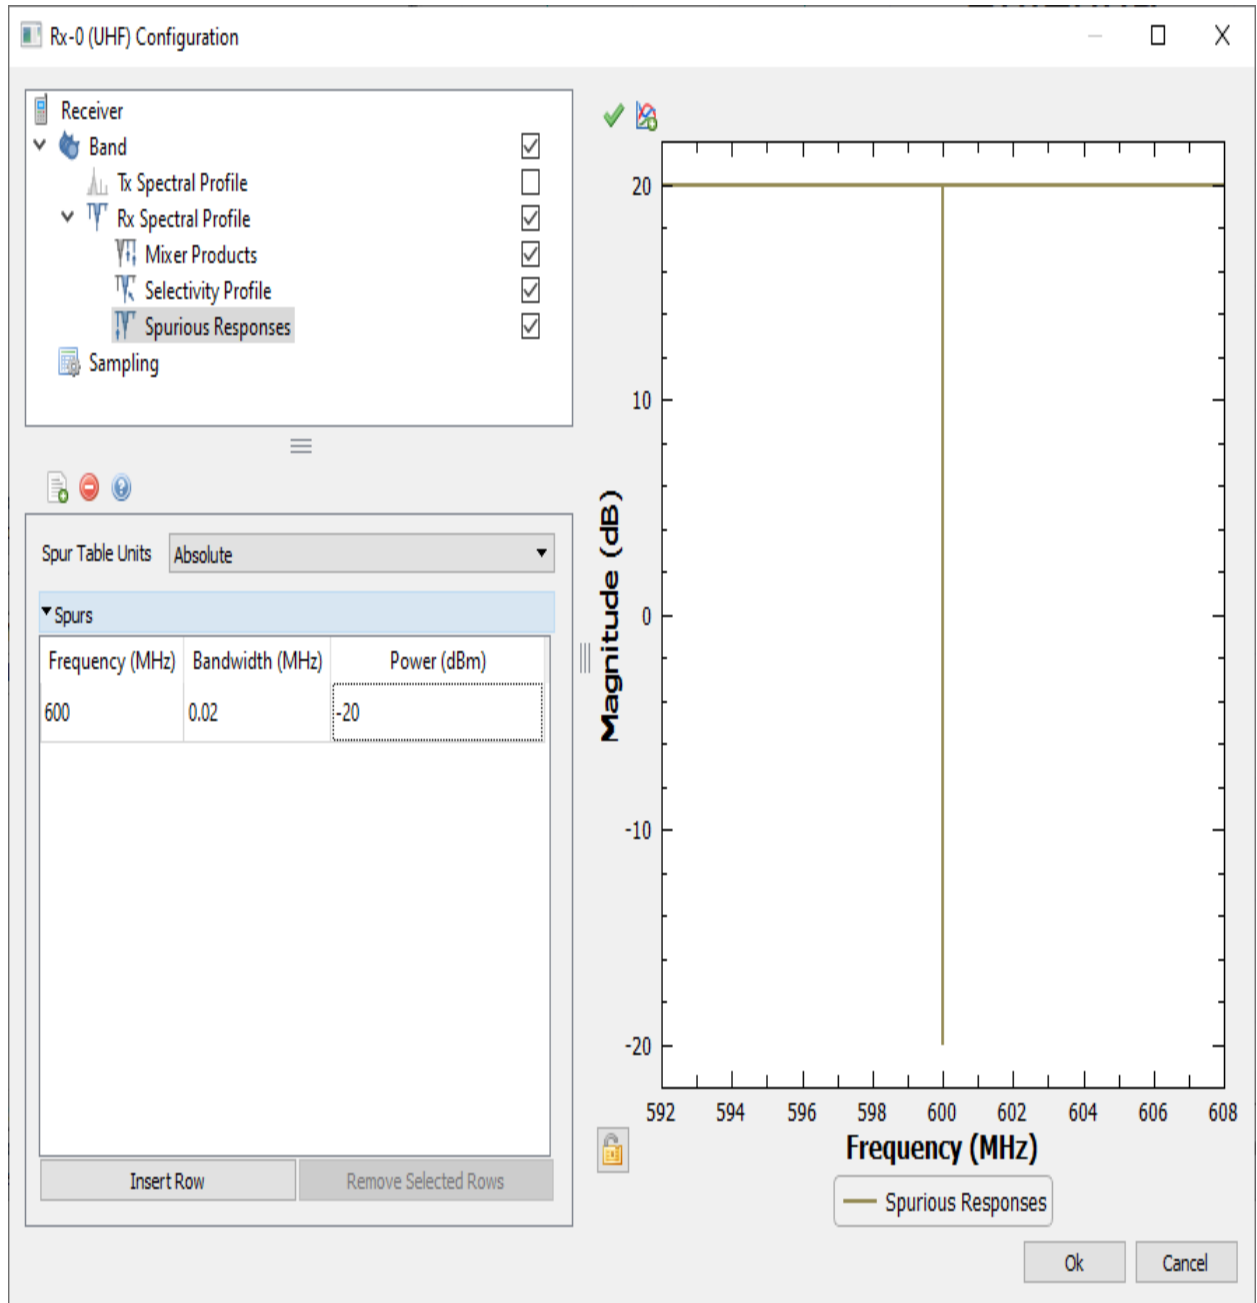 Rx-0 (UHF) Configuration
Receiver
Band
Tx Spectral Profile
Rx Spectral Profile
Mixer Products
Selectivity Profile
Spurious Responses
Sampling
Spur Table Units Absolute
Spurs
Frequency (MHz) Bandwidth (MHz) Power (dBm)
600 0.02 -20
Insert Row Remove Selected Rows
Magnitude (dB)
20
10
0
-10
-20
592 594 596 598 600 602 604 606 608
Frequency (MHz)
Spurious Responses
Ok Cancel